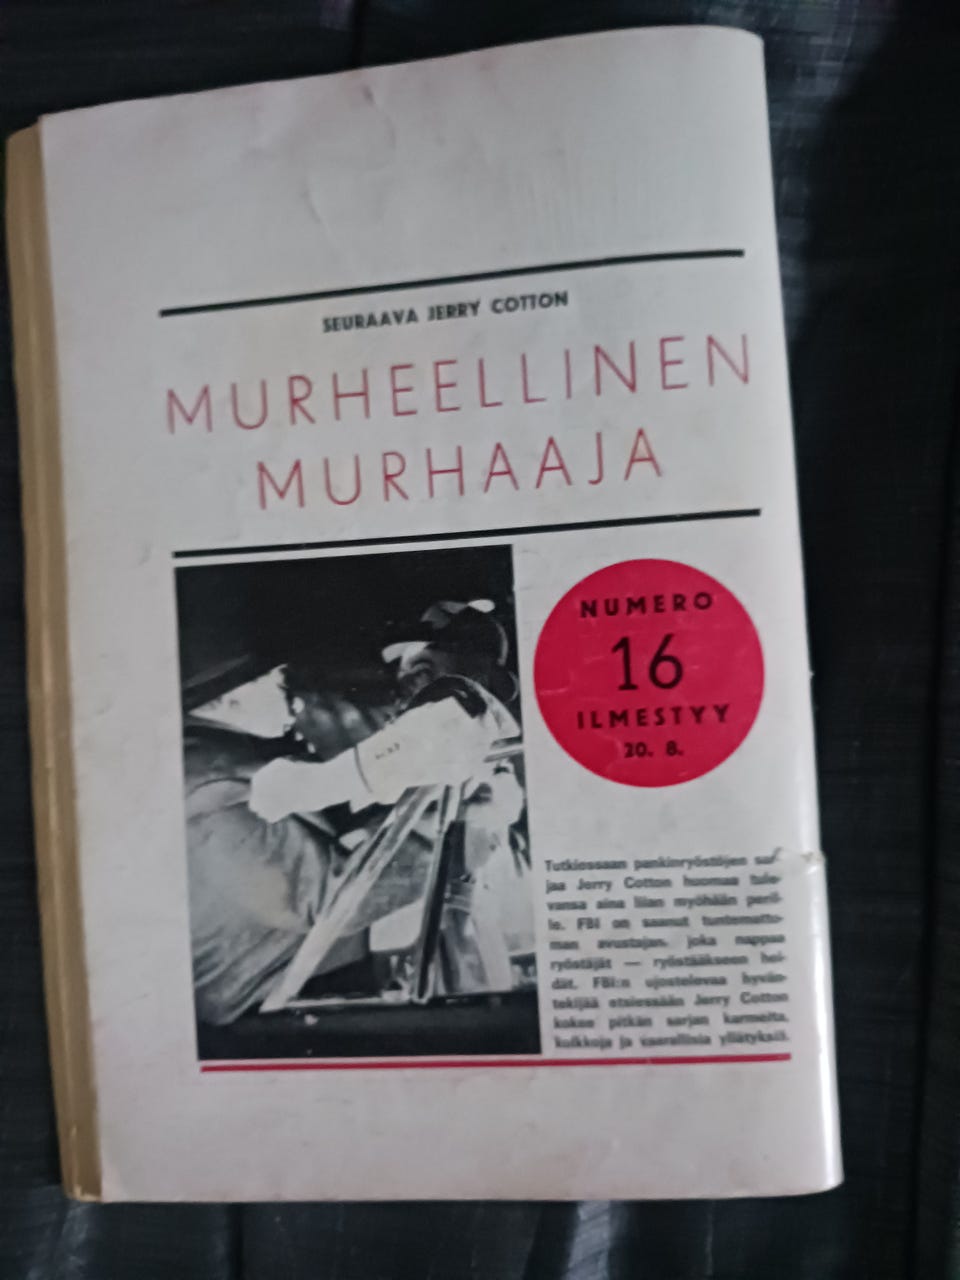 SEURAAVA JERRY COTTON
MURHEELLINEN
MURHAAJA
NUMERO
16
ILMESTYY
20. 8.
Tutkiessaan pankinryöstöjen sar-
jaa Jerry Cotton huomaa tule-
vansa aina liian myöhään peril-
le. FBI on saanut tuntematto-
man avustajan, joka nappaa
ryöstäjät — ryöstääkseen hei-
dät. FBI:n ujostelevaa hyvän-
tekijää etsiessään Jerry Cotton
kokee pitkän sarjan karmeita,
kolkkoja ja vaarallisia yllätyksiä.